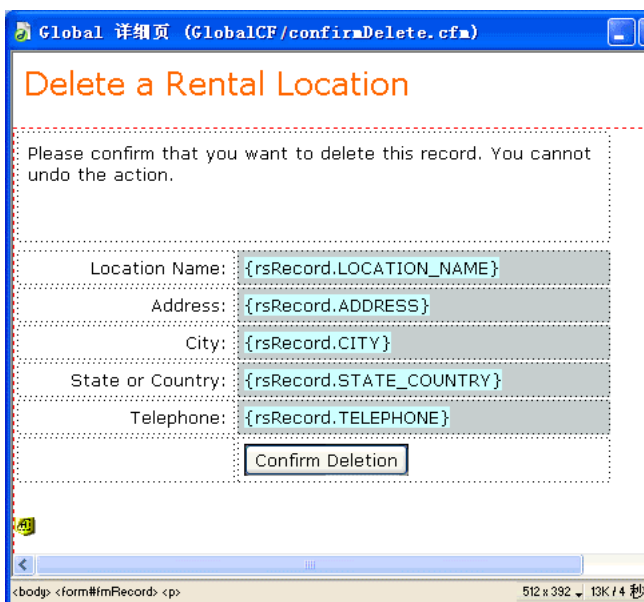 Global 详细页 (GlobalCF/confirmDelete.cfm)
Delete a Rental Location
Please confirm that you want to delete this record. You cannot
undo the action.
Location Name: {rsRecord.LOCATION_NAME}
Address: {rsRecord.ADDRESS}
City: {rsRecord.CITY}
State or Country: {rsRecord.STATE_COUNTRY}
Telephone: {rsRecord.TELEPHONE}
Confirm Deletion
<body> <form#fmRecord> <p> 512 x 392 13K / 4 秒